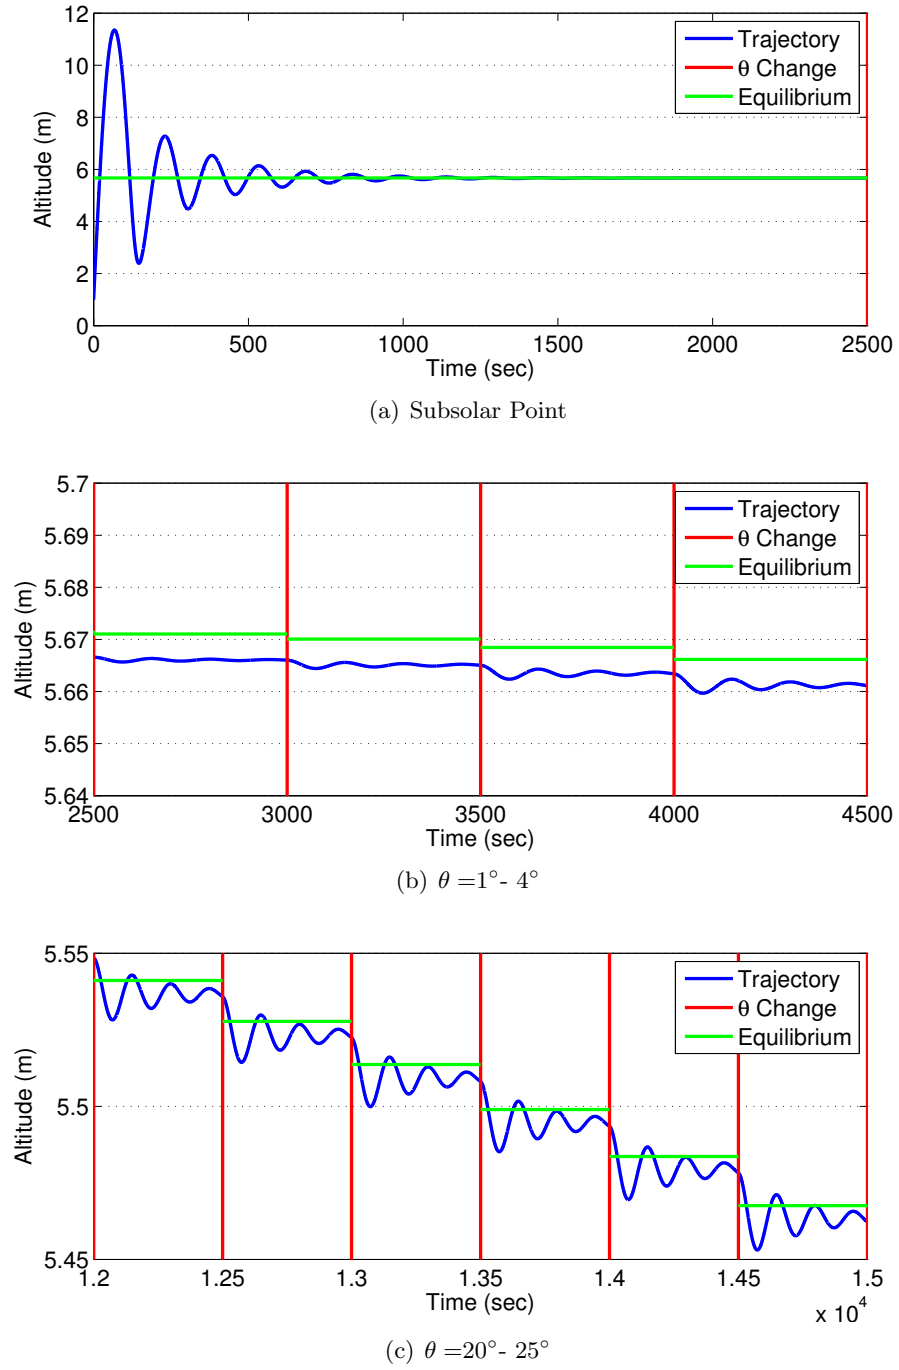 12
10
8
6
4
2
0
Altitude (m)
Trajectory
θ Change
Equilibrium
0 500 1000 1500 2000 2500
Time (sec)
(a) Subsolar Point
5.7
5.69
5.68
5.67
5.66
5.65
5.64
Altitude (m)
Trajectory
θ Change
Equilibrium
2500 3000 3500 4000 4500
Time (sec)
(b) θ =1°- 4°
5.55
5.5
5.45
Altitude (m)
Trajectory
θ Change
Equilibrium
1.2 1.25 1.3 1.35 1.4 1.45 1.5
Time (sec)
x 10⁴
(c) θ =20°- 25°